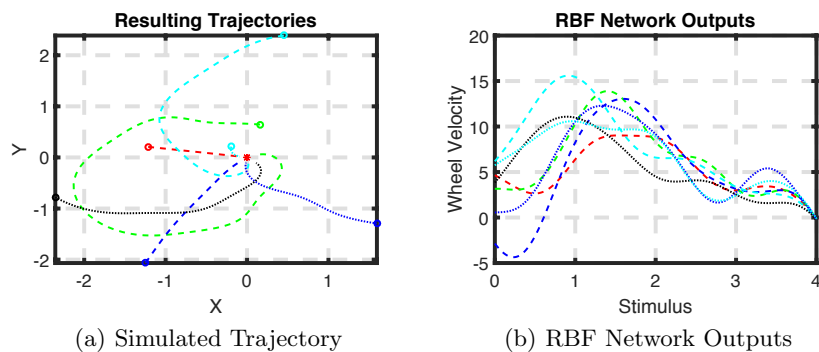 Resulting Trajectories
2
1
0
-1
-2
Y
-2
-1
0
1
X
(a) Simulated Trajectory
RBF Network Outputs
20
15
10
5
0
-5
Wheel Velocity
0
1
2
3
4
Stimulus
(b) RBF Network Outputs